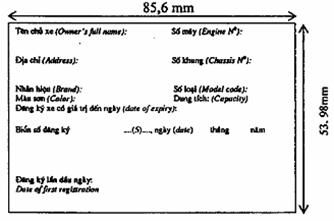 85,6 mm
Tên chủ xe (Owner's full name): Số máy (Engine Nº):
Địa chỉ (Address): Số khung (Chassis Nº):
Nhãn hiệu (Brand): Số loại (Model code):
Màu sơn (Color): Dung tích: (Capacity)
Đăng ký xe có giá trị đến ngày (date of expiry):
Biển số đăng ký ....(5)...., ngày (date) tháng năm
Đăng ký lần đầu ngày:
Date of first registration
53.98mm